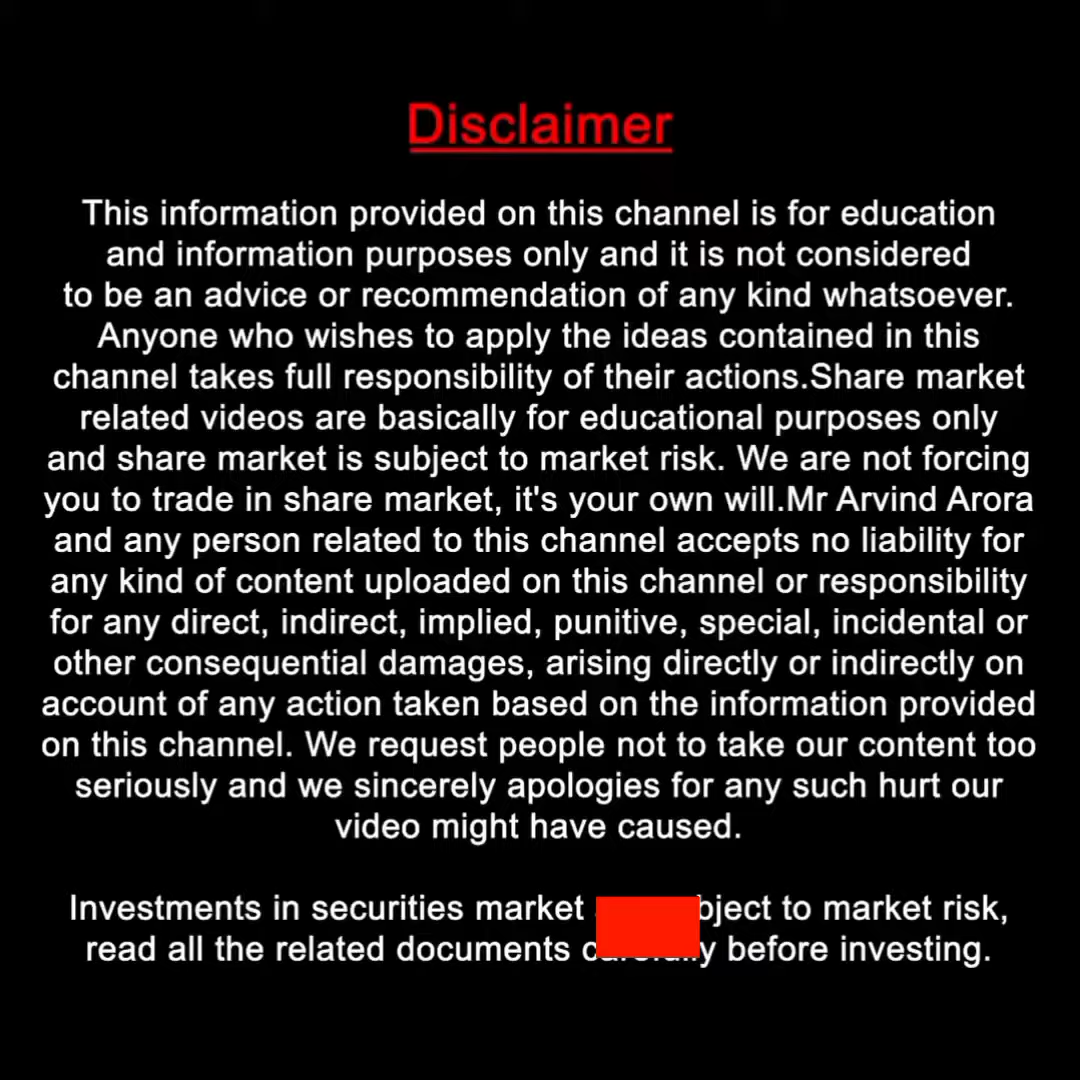 Disclaimer
This information provided on this channel is for education
and information purposes only and it is not considered
to be an advice or recommendation of any kind whatsoever.
Anyone who wishes to apply the ideas contained in this
channel takes full responsibility of their actions.Share market
related videos are basically for educational purposes only
and share market is subject to market risk. We are not forcing
you to trade in share market, it's your own will.Mr Arvind Arora
and any person related to this channel accepts no liability for
any kind of content uploaded on this channel or responsibility
for any direct, indirect, implied, punitive, special, incidental or
other consequential damages, arising directly or indirectly on
account of any action taken based on the information provided
on this channel. We request people not to take our content too
seriously and we sincerely apologies for any such hurt our
video might have caused.
Investments in securities market to market risk,
read all the related documents before investing.